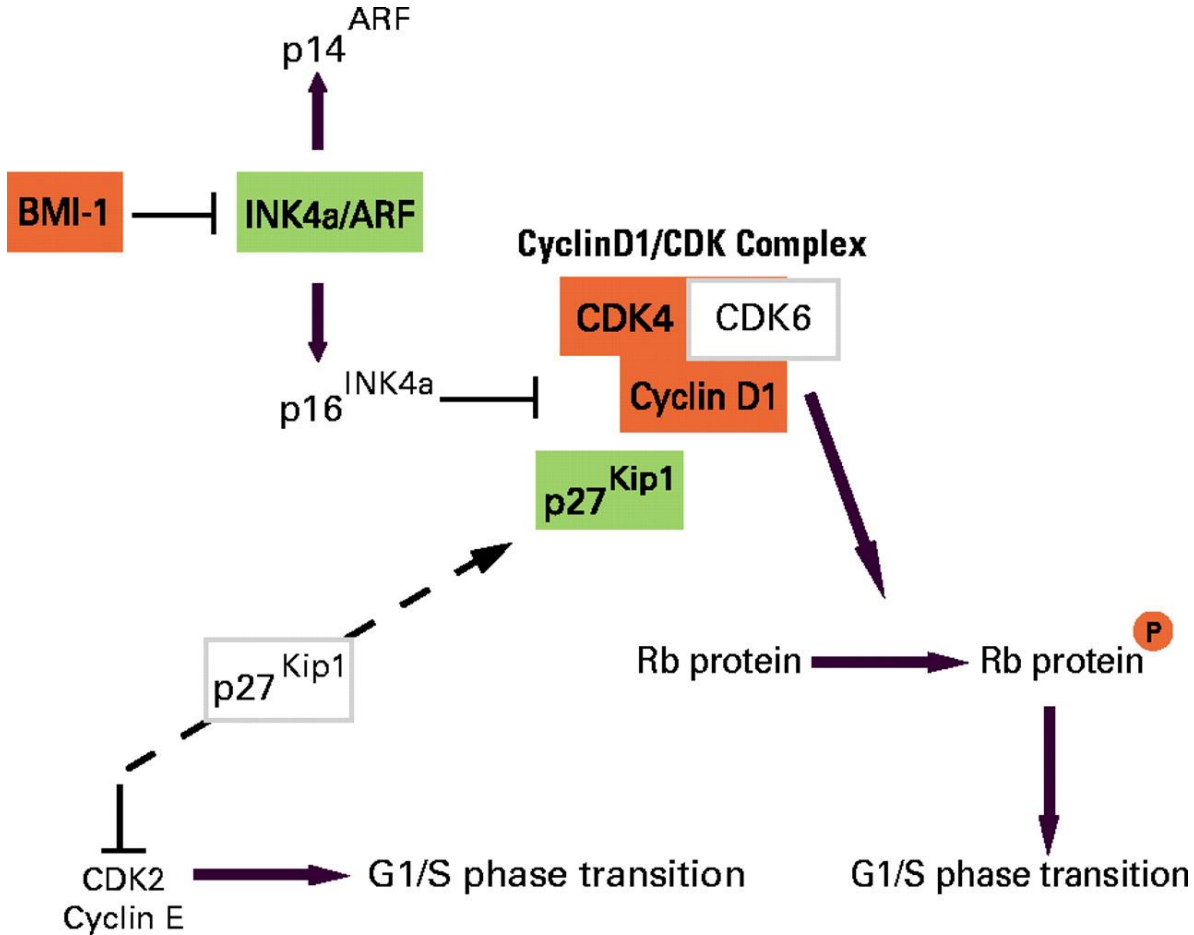 p14ARF
BMI-1
INK4a/ARF
CyclinD1/CDK Complex
CDK4
CDK6
p16INK4a
Cyclin D1
p27Kip1
p27Kip1
Rb protein
Rb protein
P
CDK2
Cyclin E
G1/S phase transition
G1/S phase transition